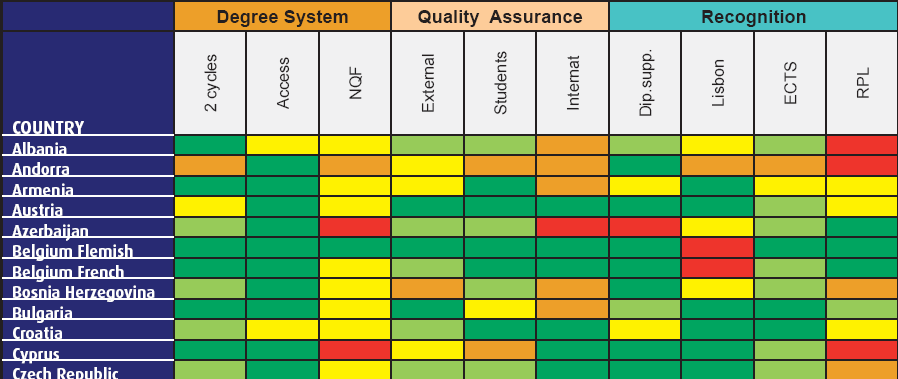 Degree System Quality Assurance Recognition
COUNTRY 2 cycles Access NQF External Students Internat Dip.supp. Lisbon ECTS RPL
Albania
Andorra
Armenia
Austria
Azerbaijan
Belgium Flemish
Belgium French
Bosnia Herzegovina
Bulgaria
Croatia
Cyprus
Czech Republic